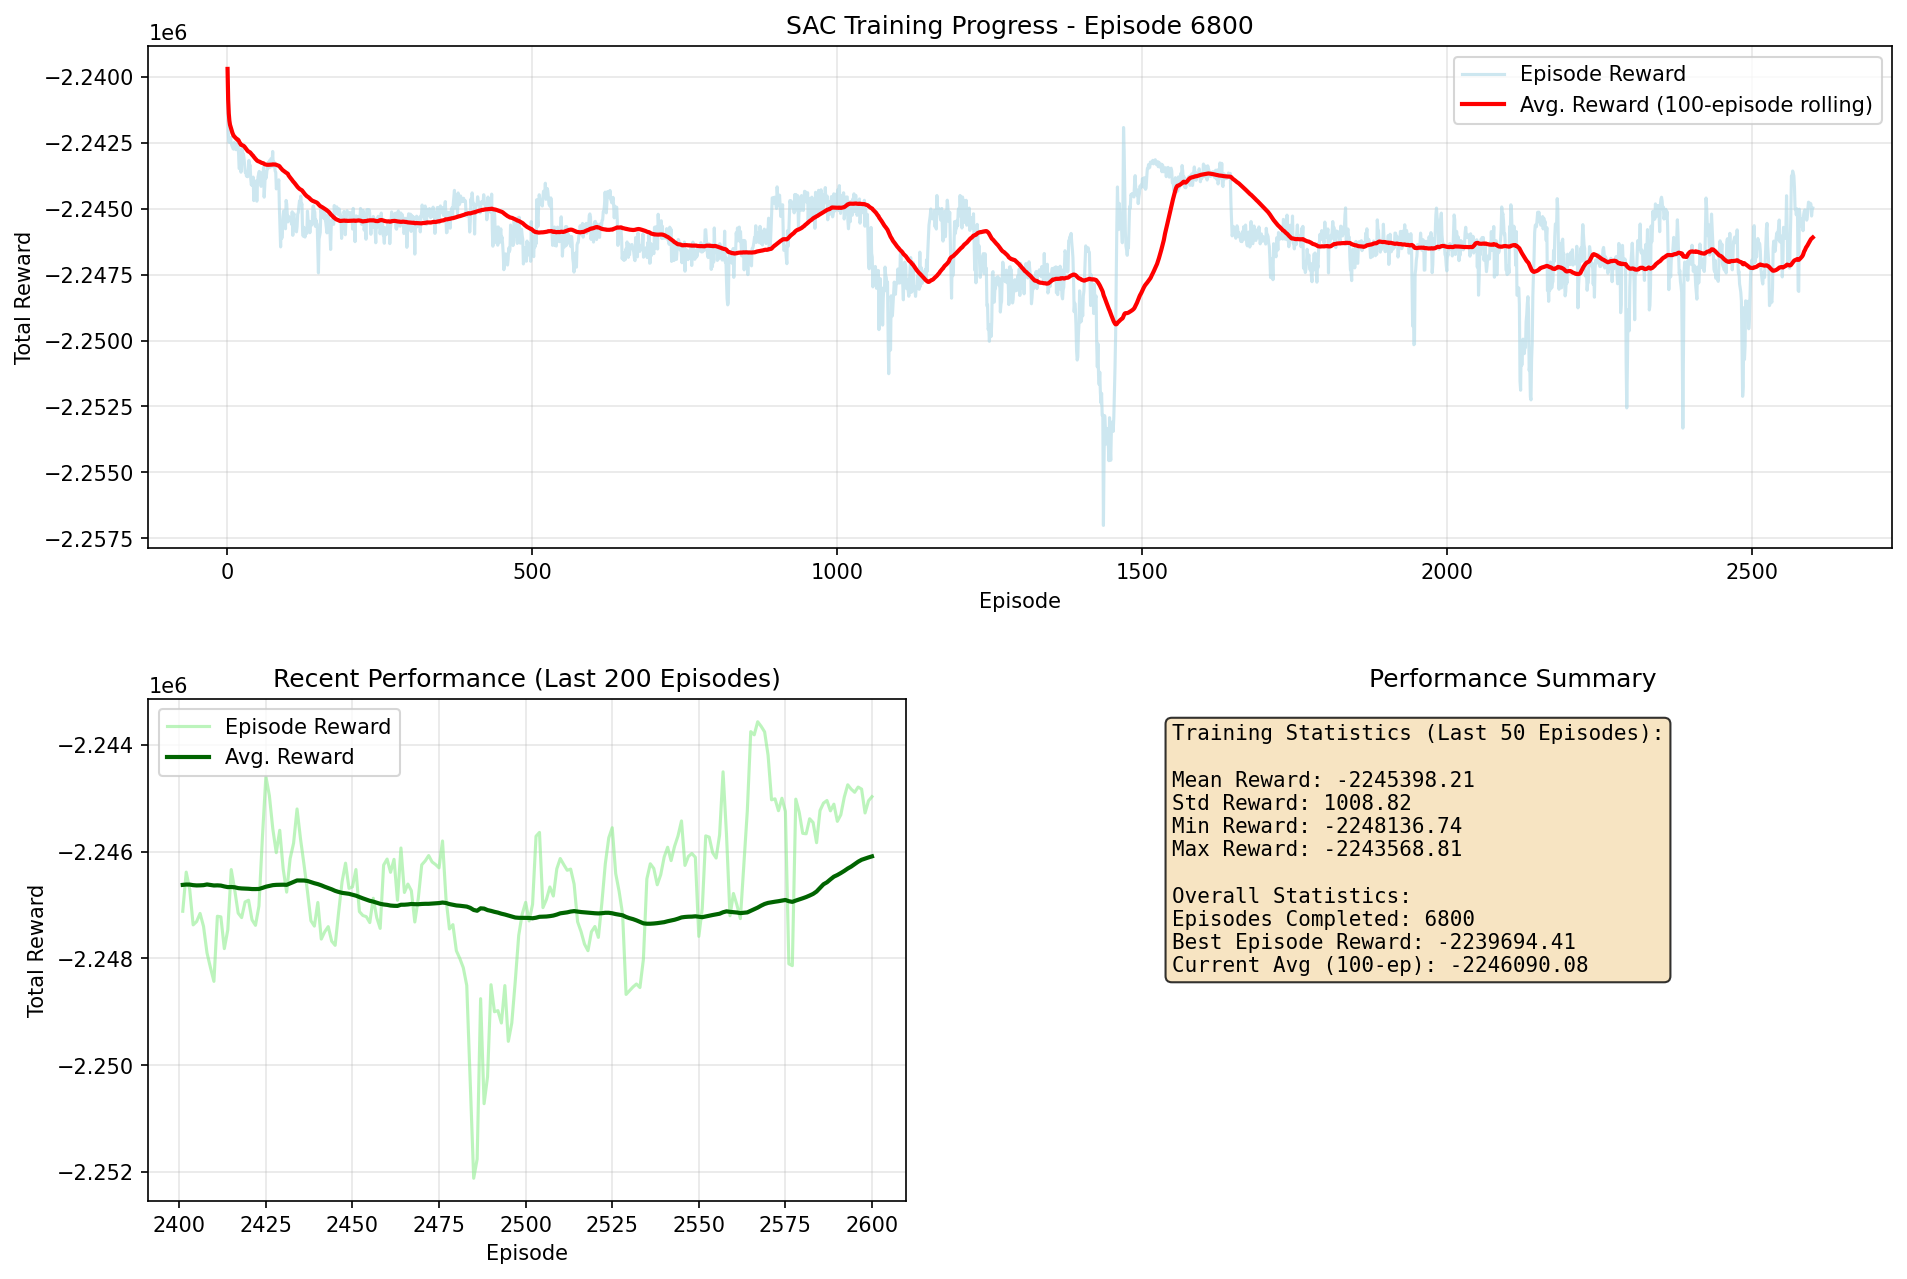 SAC Training Progress - Episode 6800
1e6
−2.2400
−2.2425
−2.2450
−2.2475
−2.2500
−2.2525
−2.2550
−2.2575
Total Reward
Episode Reward
Avg. Reward (100-episode rolling)
0 500 1000 1500 2000 2500
Episode
Recent Performance (Last 200 Episodes)
1e6
−2.244
−2.246
−2.248
−2.250
−2.252
Total Reward
Episode Reward
Avg. Reward
2400 2425 2450 2475 2500 2525 2550 2575 2600
Episode
Performance Summary
Training Statistics (Last 50 Episodes):
Mean Reward: -2245398.21
Std Reward: 1008.82
Min Reward: -2248136.74
Max Reward: -2243568.81
Overall Statistics:
Episodes Completed: 6800
Best Episode Reward: -2239694.41
Current Avg (100-ep): -2246090.08